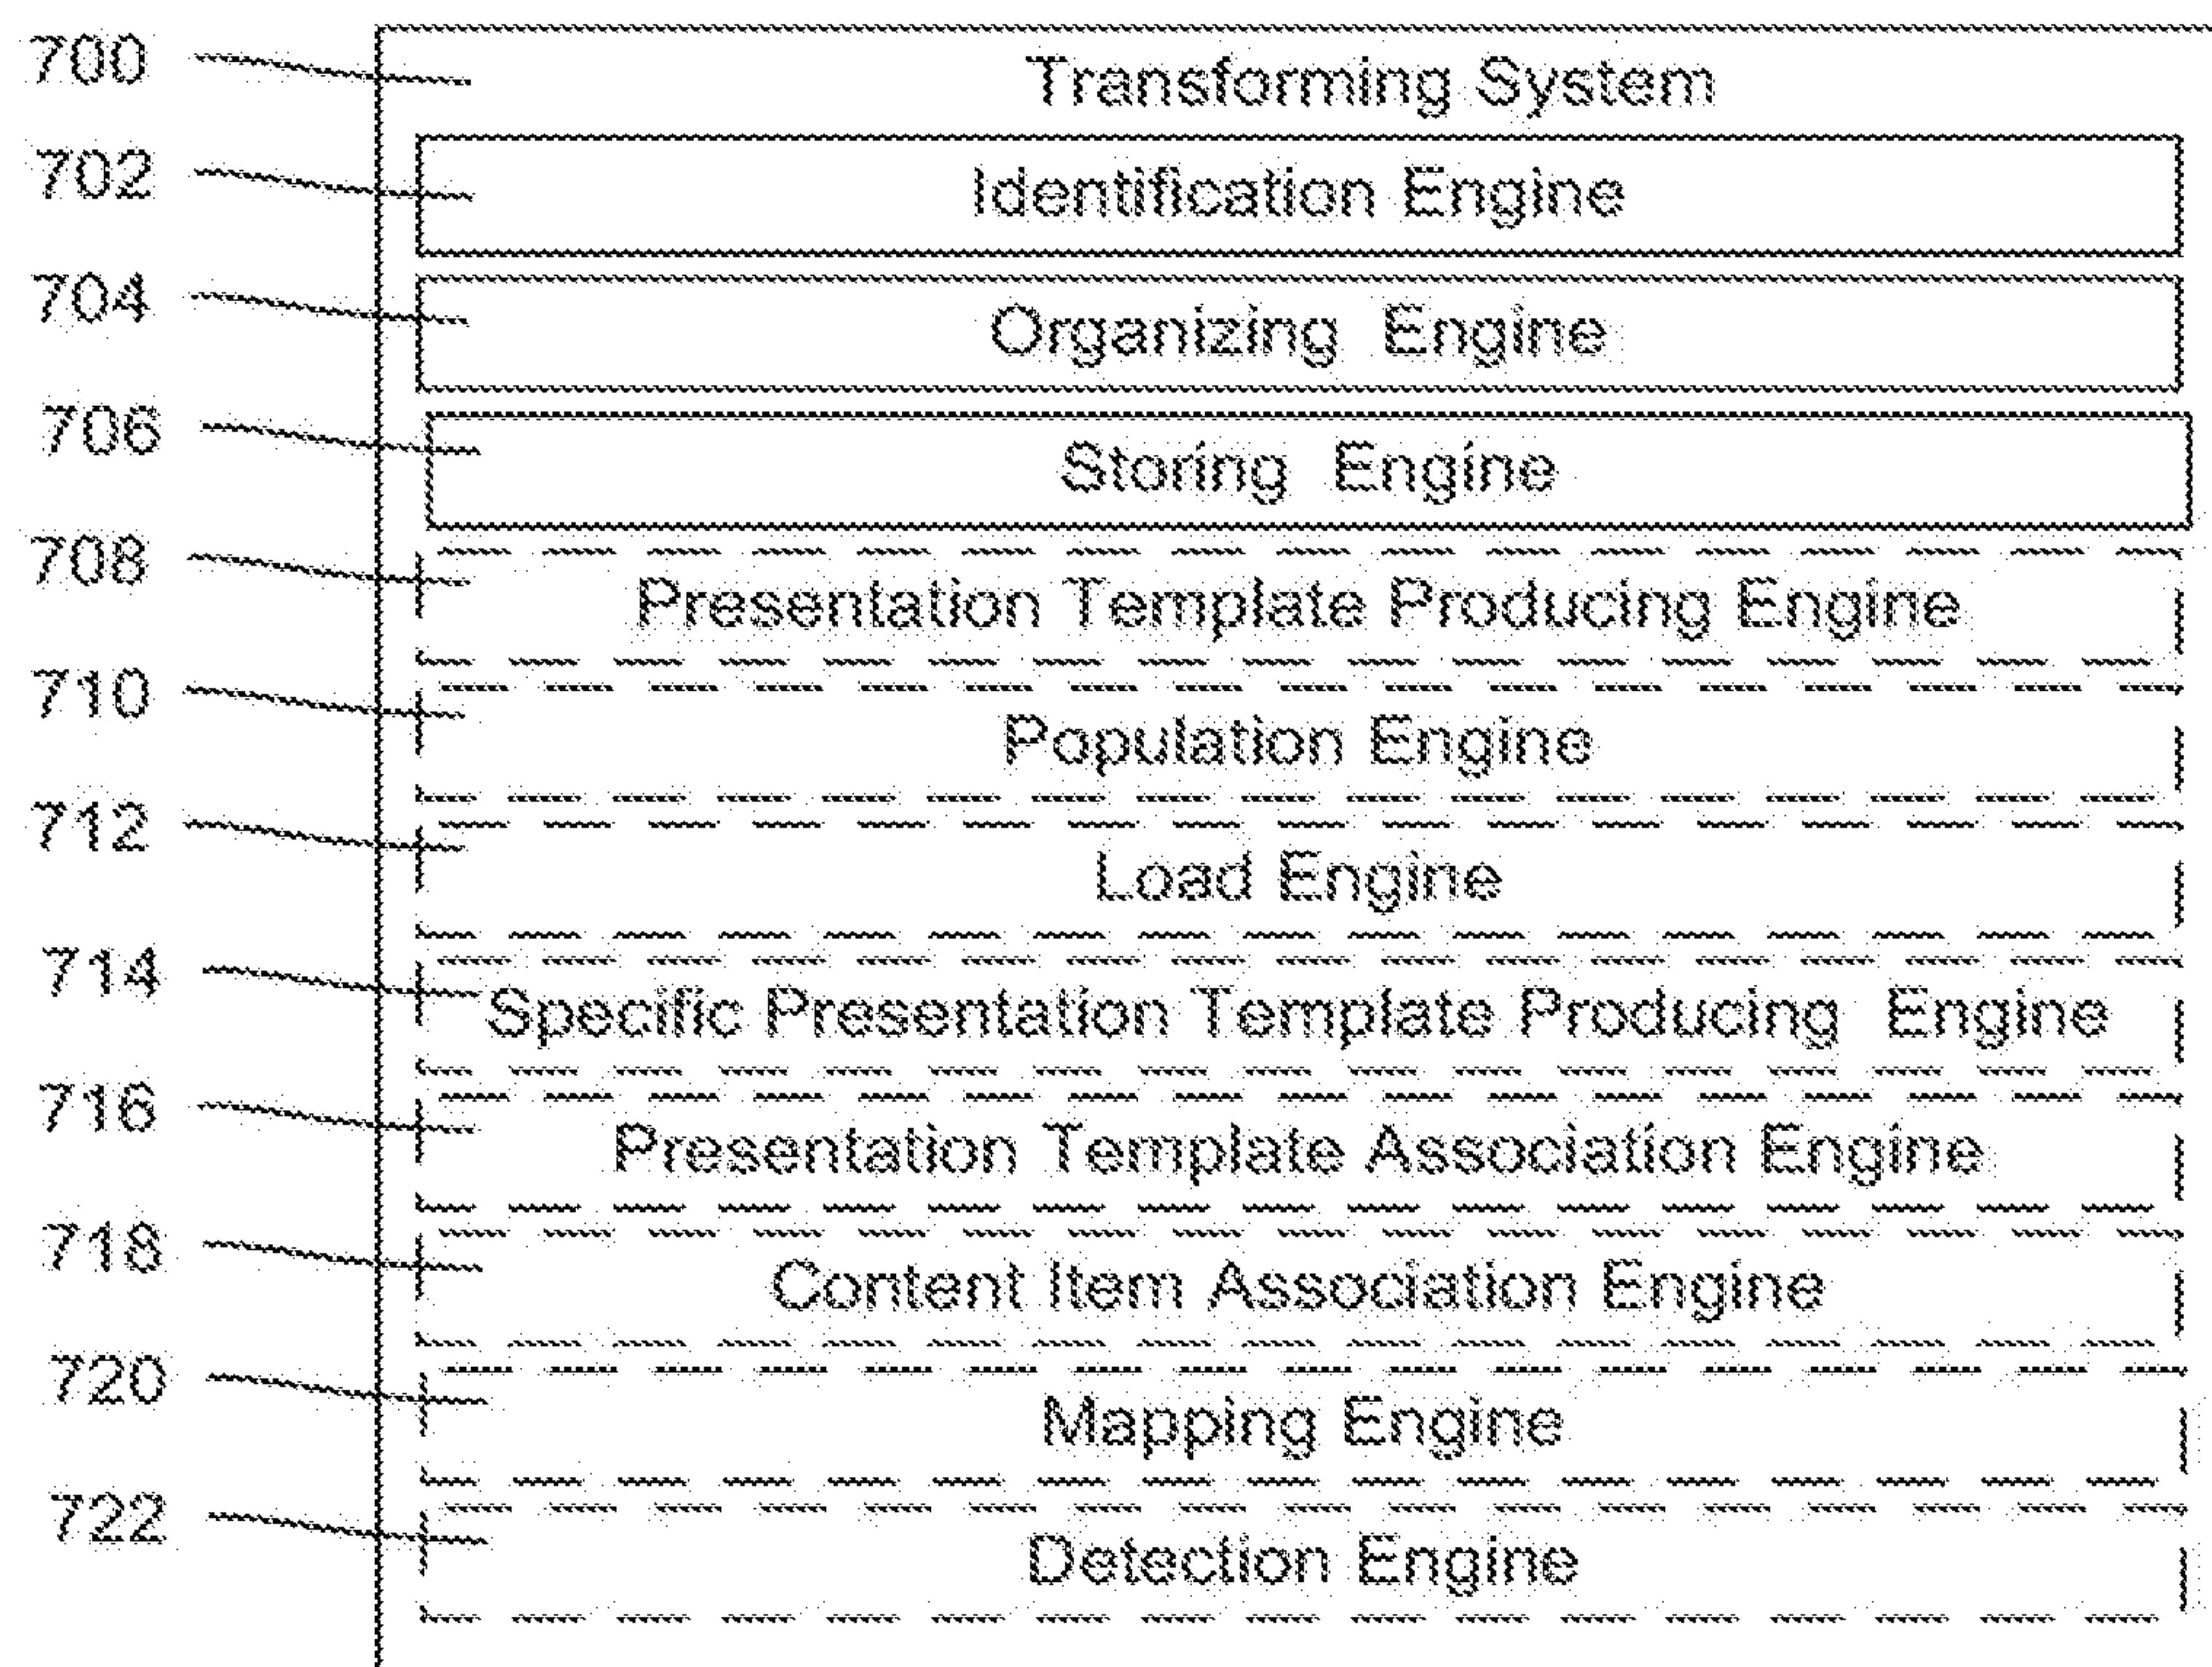 700 Transforming System
702 Identification Engine
704 Organizing Engine
706 Storing Engine
708 Presentation Template Producing Engine
710 Population Engine
712 Load Engine
714 Specific Presentation Template Producing Engine
716 Presentation Template Association Engine
718 Content Item Association Engine
720 Mapping Engine
722 Detection Engine